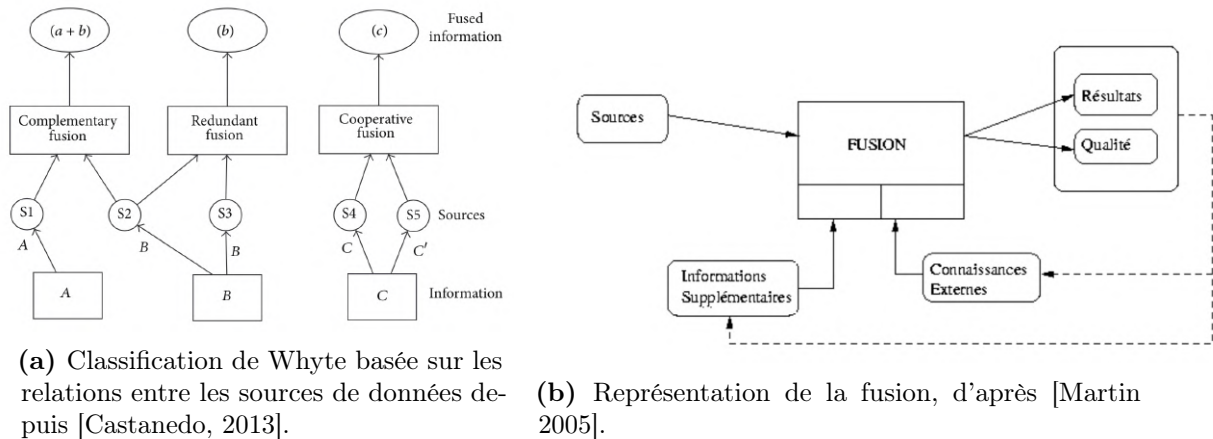 (a + b)
(b)
(c)
Fused
information
Complementary
fusion
Redundant
fusion
Cooperative
fusion
S1
S2
S3
S4
S5
Sources
A
B
B
C
C′
A
B
C
Information
(a) Classification de Whyte basée sur les
relations entre les sources de données de-
puis [Castanedo, 2013].
Sources
FUSION
Résultats
Qualité
Informations
Supplémentaires
Connaissances
Externes
(b) Représentation de la fusion, d'après [Martin
2005].